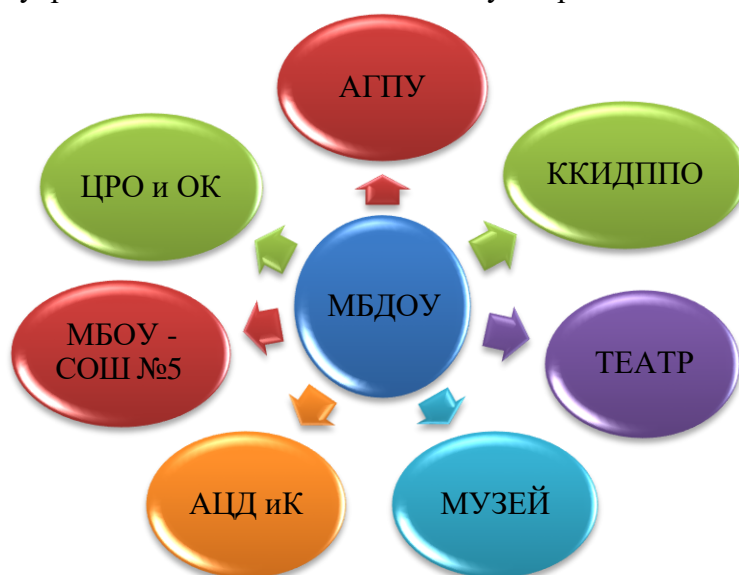 АГПУ
ККИДППО
ТЕАТР
МУЗЕЙ
АЦД иК
МБОУ -
СОШ №5
ЦРО и ОК
МБДОУ